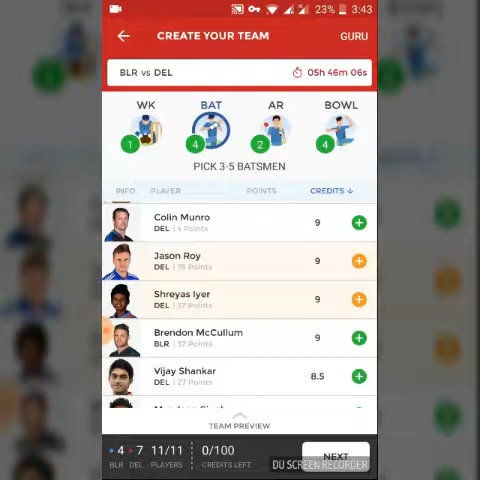 23% 3:43
CREATE YOUR TEAM GURU
BLR vs DEL 05h 46m 06s
WK BAT AR BOWL
1 4 2 4
PICK 3-5 BATSMEN
INFO PLAYER POINTS CREDITS
Colin Munro 9
DEL | 4 Points
Jason Roy 9
DEL | 75 Points
Shreyas Iyer 9
DEL | 37 Points
Brendon McCullum 9
BLR | 37 Points
Vijay Shankar 8.5
DEL | 27 Points
TEAM PREVIEW
4 7 11/11 0/100 NEXT
BLR DEL PLAYERS CREDITS LEFT
DU SCREEN RECORDER